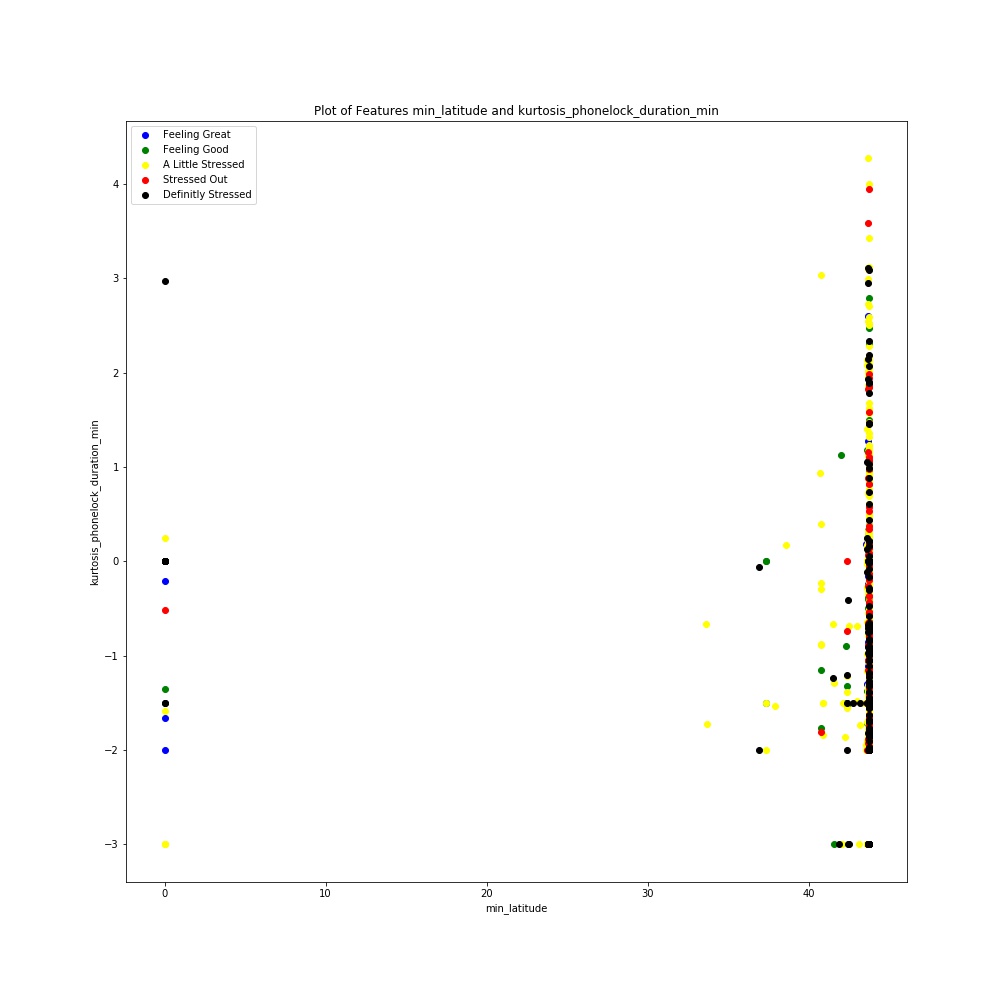 Plot of Features min_latitude and kurtosis_phonelock_duration_min
Feeling Great
Feeling Good
A Little Stressed
Stressed Out
Definitly Stressed
kurtosis_phonelock_duration_min
4
3
2
1
0
−1
−2
−3
0
10
20
30
40
min_latitude